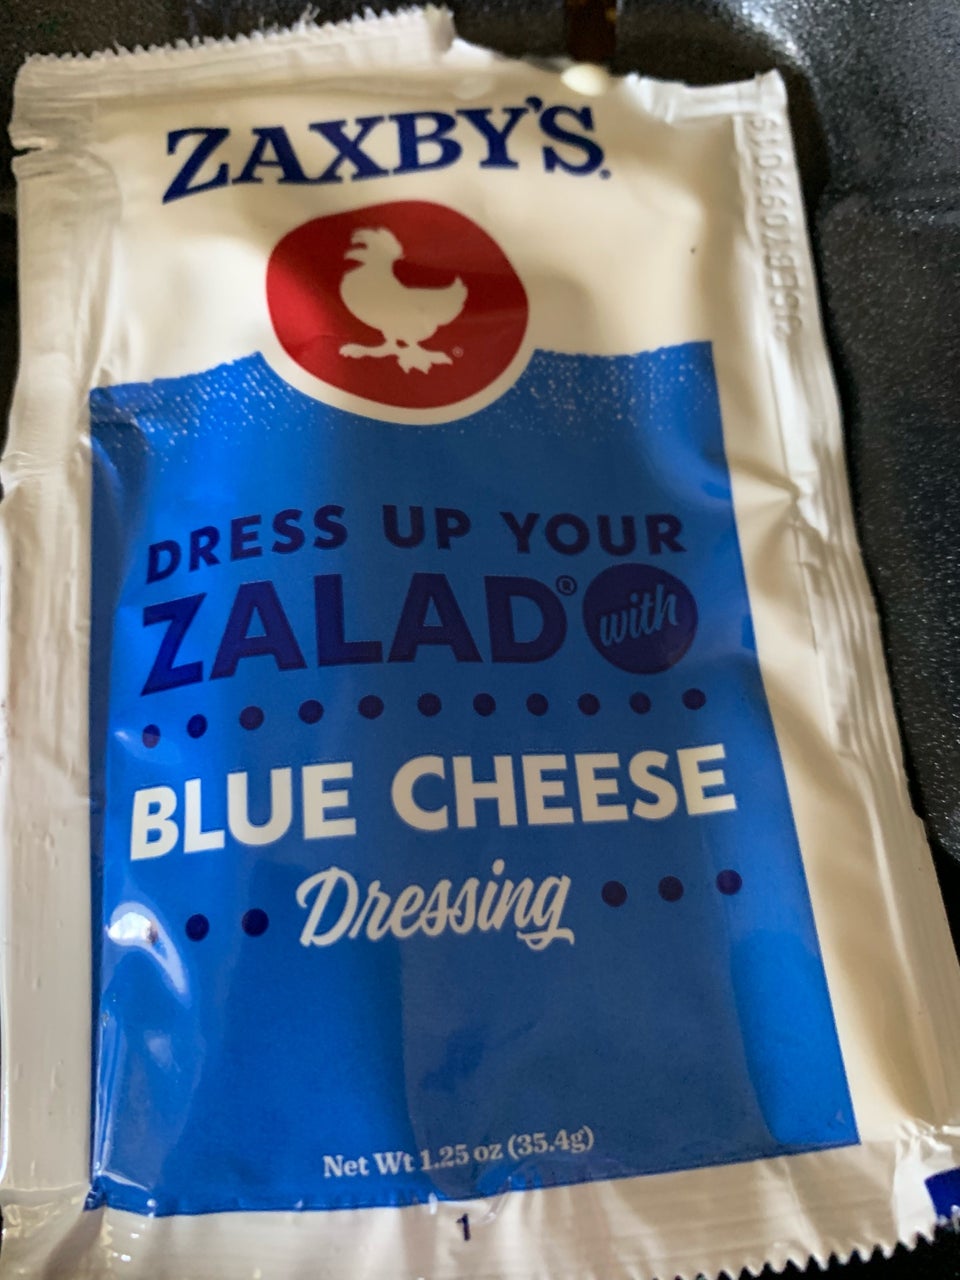 ZAXBY'S.
DRESS UP YOUR
ZALAD® with
BLUE CHEESE
Dressing
Net Wt 1.25 oz (35.4g)
1